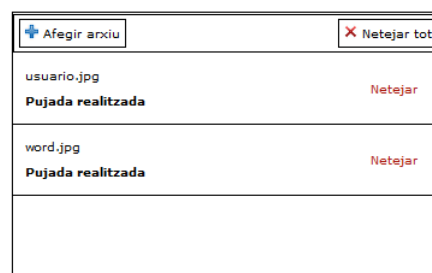 Afegir arxiu Netejar tot
usuario.jpg
Netejar
Pujada realitzada
word.jpg
Netejar
Pujada realitzada